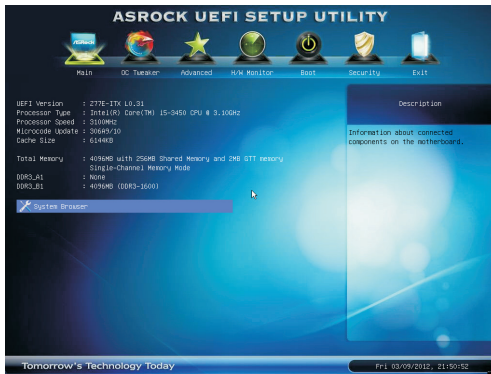 ASROCK UEFI SETUP UTILITY
ASRock
Main OC Tweaker Advanced H/W Monitor Boot Security Exit
UEFI Version : Z77E-ITX L0.31
Processor Type : Intel(R) Core(TM) i5-3450 CPU @ 3.10GHz
Processor Speed : 3100MHz
Microcode Update : 306A9/10
Cache Size : 6144KB
Total Memory : 4096MB with 256MB Shared Memory and 2MB GTT memory
Single-Channel Memory Mode
DDR3_A1 : None
DDR3_B1 : 4096MB (DDR3-1600)
System Browser
Description
Information about connected
components on the motherboard.
Tomorrow's Technology Today
Fri 03/09/2012, 21:50:52